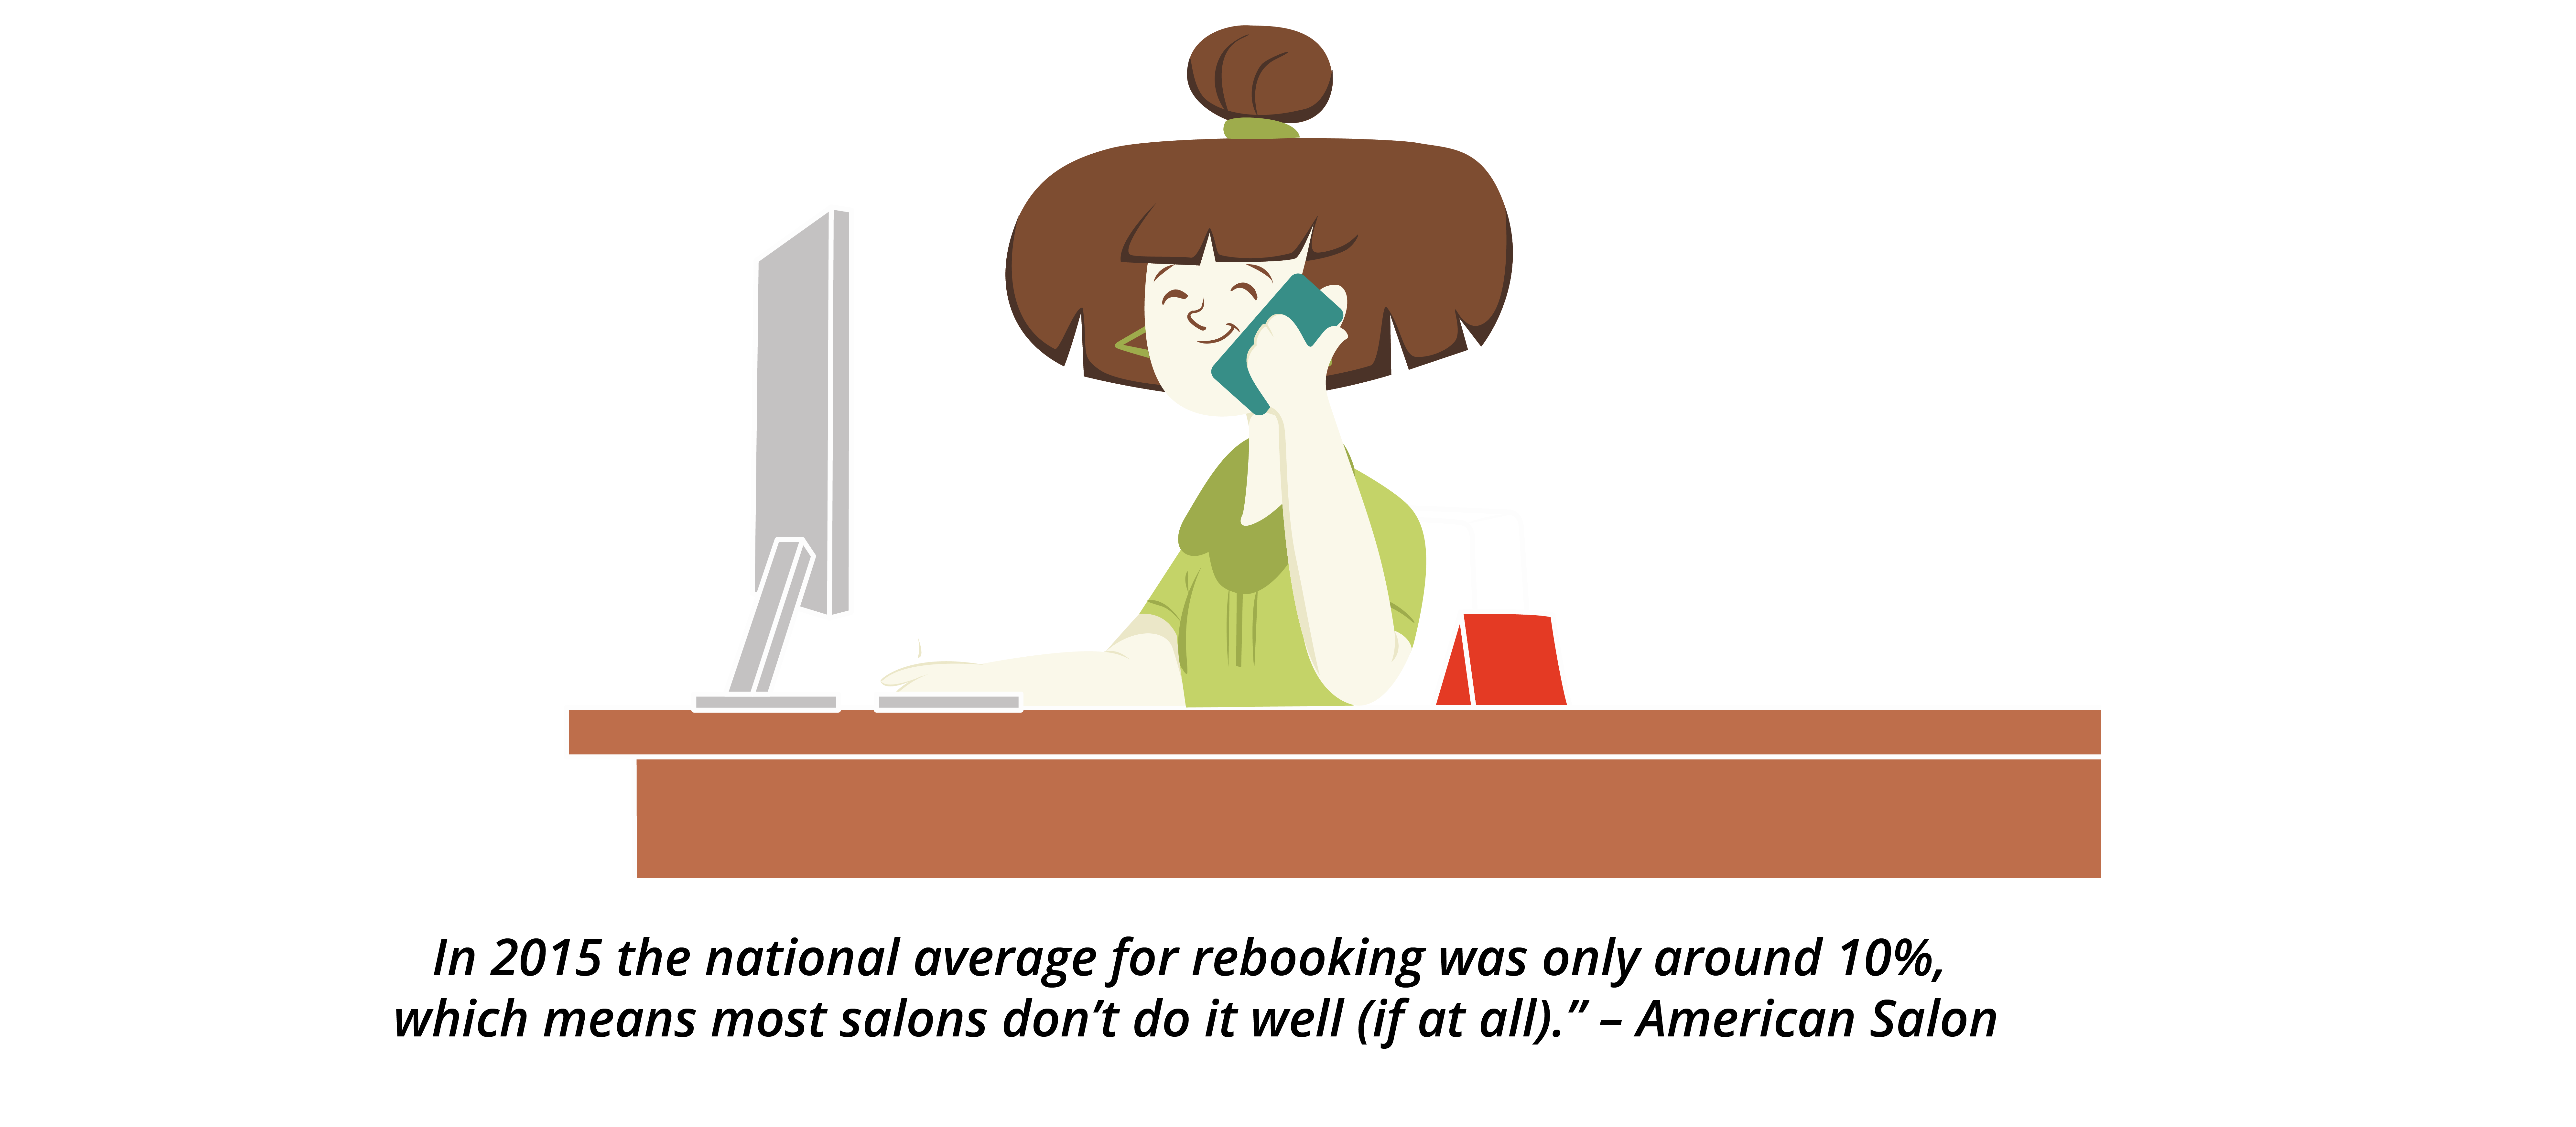 In 2015 the national average for rebooking was only around 10%,
which means most salons don’t do it well (if at all).” – American Salon